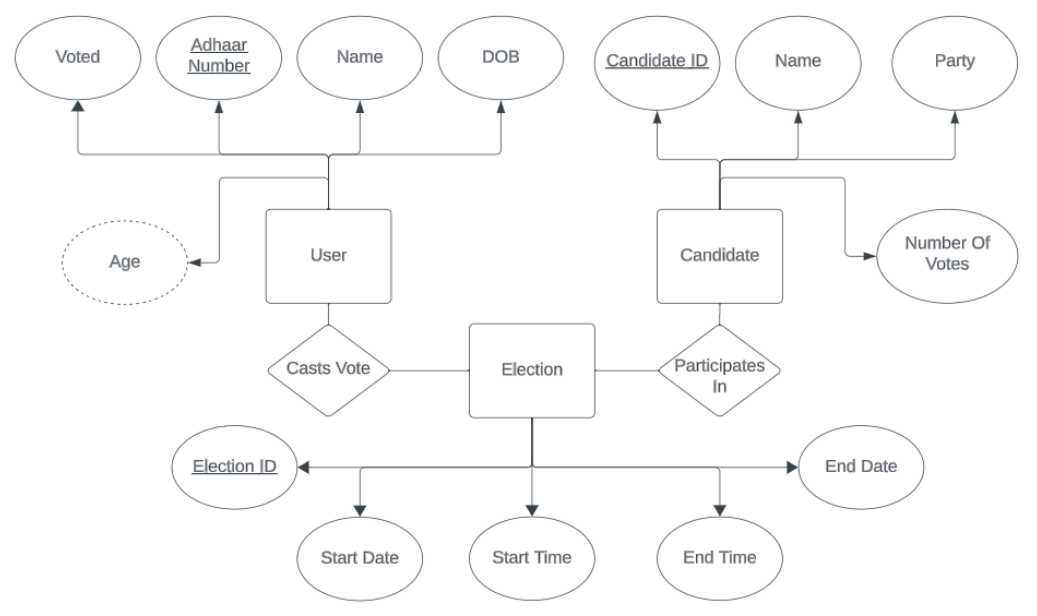 Voted
Adhaar
Number
Name
DOB
Candidate ID
Name
Party
Age
User
Candidate
Number Of
Votes
Casts Vote
Election
Participates
In
Election ID
End Date
Start Date
Start Time
End Time